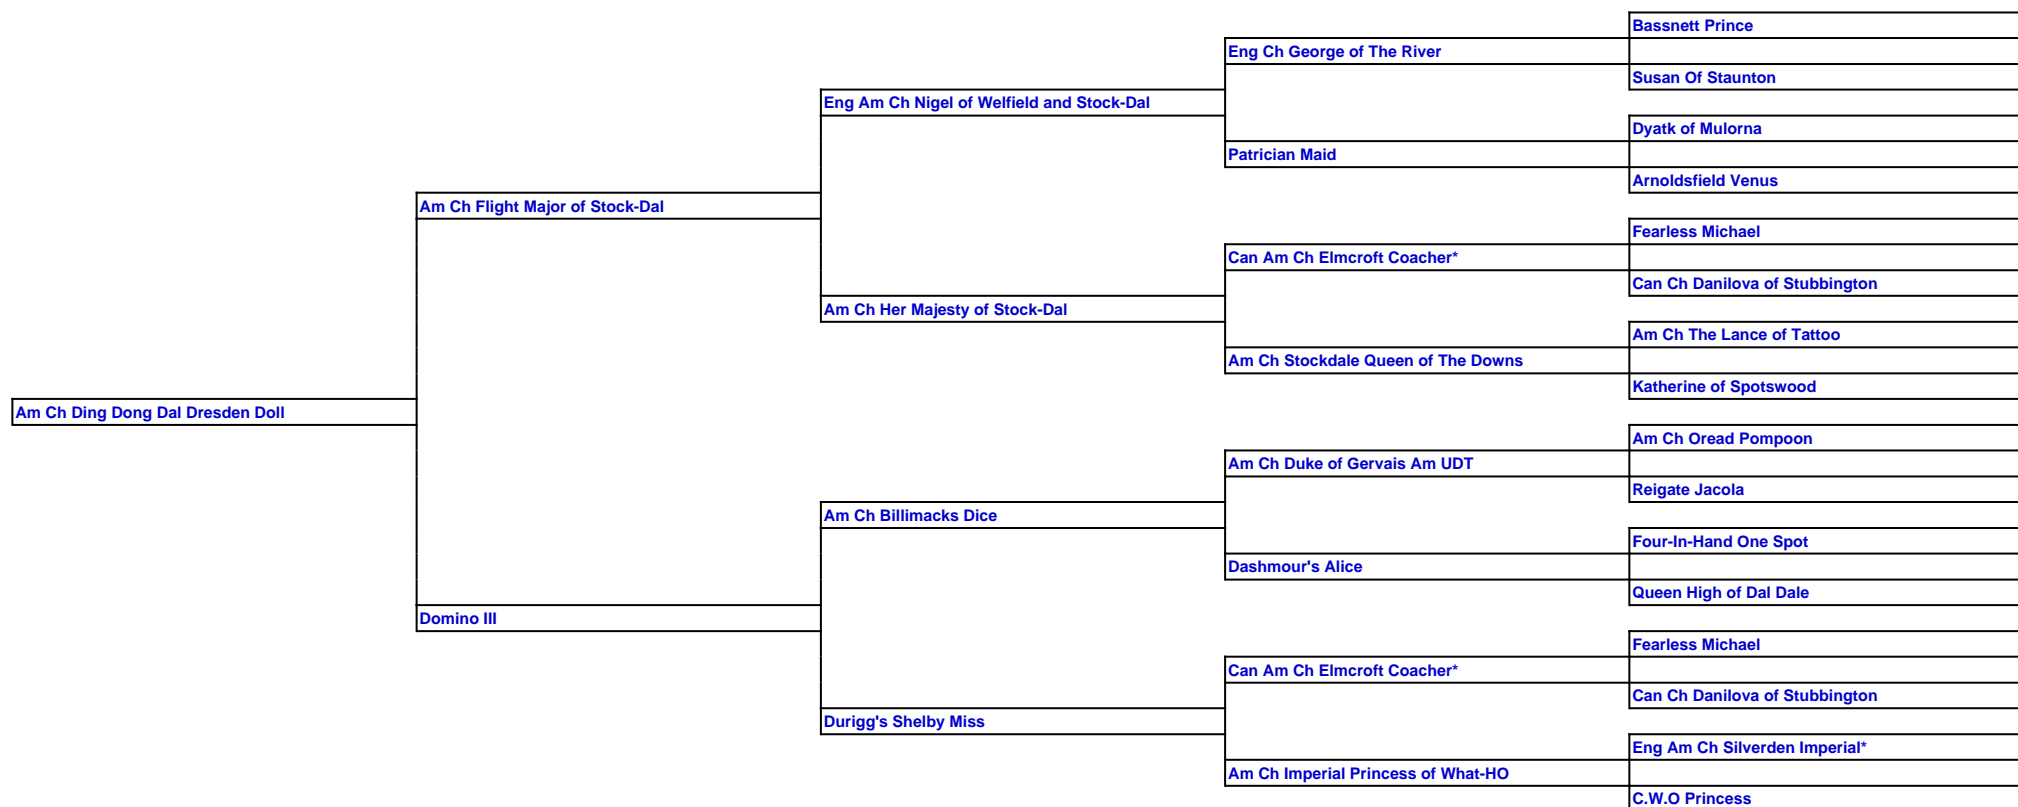 Bassnett Prince
Eng Ch George of The River
Susan Of Staunton
Eng Am Ch Nigel of Welfield and Stock-Dal
Dyatk of Mulorna
Patrician Maid
Arnoldsfield Venus
Am Ch Flight Major of Stock-Dal
Fearless Michael
Can Am Ch Elmcroft Coacher*
Can Ch Danilova of Stubbington
Am Ch Her Majesty of Stock-Dal
Am Ch The Lance of Tattoo
Am Ch Stockdale Queen of The Downs
Katherine of Spotswood
Am Ch Ding Dong Dal Dresden Doll
Am Ch Oread Pompoon
Am Ch Duke of Gervais Am UDT
Reigate Jacola
Am Ch Billimacks Dice
Four-In-Hand One Spot
Dashmour's Alice
Queen High of Dal Dale
Domino III
Fearless Michael
Can Am Ch Elmcroft Coacher*
Can Ch Danilova of Stubbington
Durigg's Shelby Miss
Eng Am Ch Silverden Imperial*
Am Ch Imperial Princess of What-HO
C.W.O Princess